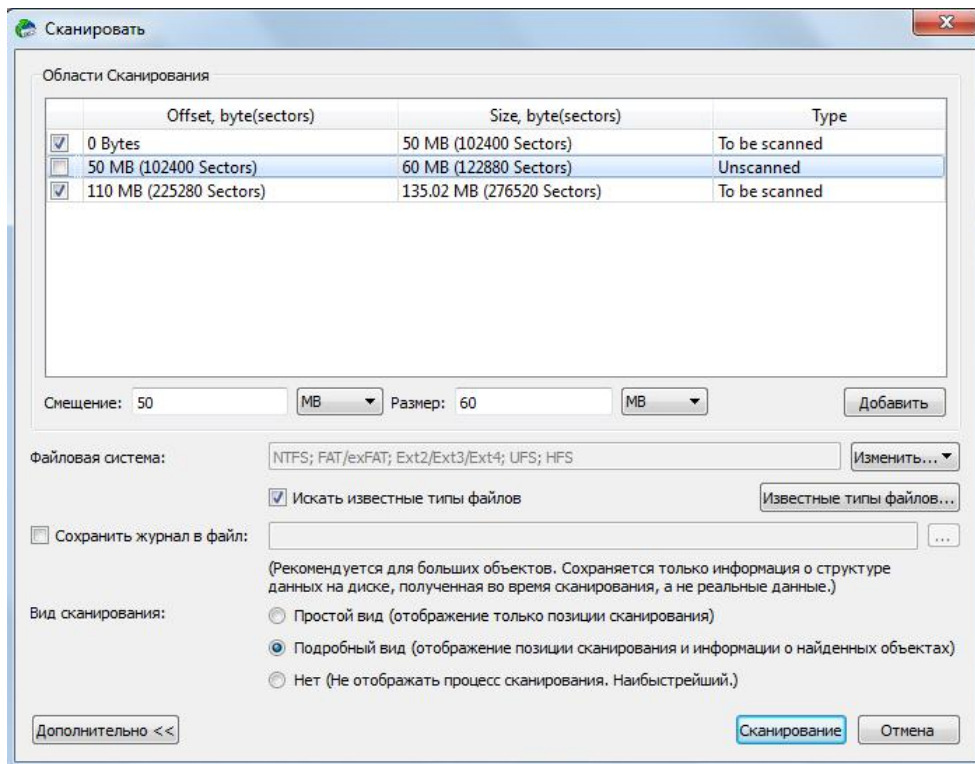 Сканировать
Области Сканирования
Offset, byte(sectors) Size, byte(sectors) Type
0 Bytes 50 MB (102400 Sectors) To be scanned
50 MB (102400 Sectors) 60 MB (122880 Sectors) Unscanned
110 MB (225280 Sectors) 135.02 MB (276520 Sectors) To be scanned
Смещение: 50 MB Размер: 60 MB Добавить
Файловая система: NTFS; FAT/exFAT; Ext2/Ext3/Ext4; UFS; HFS Изменить...
Искать известные типы файлов Известные типы файлов...
Сохранить журнал в файл: ...
(Рекомендуется для больших объектов. Сохраняется только информация о структуре
данных на диске, полученная во время сканирования, а не реальные данные.)
Вид сканирования: Простой вид (отображение только позиции сканирования)
Подробный вид (отображение позиции сканирования и информации о найденных объектах)
Нет (Не отображать процесс сканирования. Наибыстрейший.)
Дополнительно << Сканирование Отмена